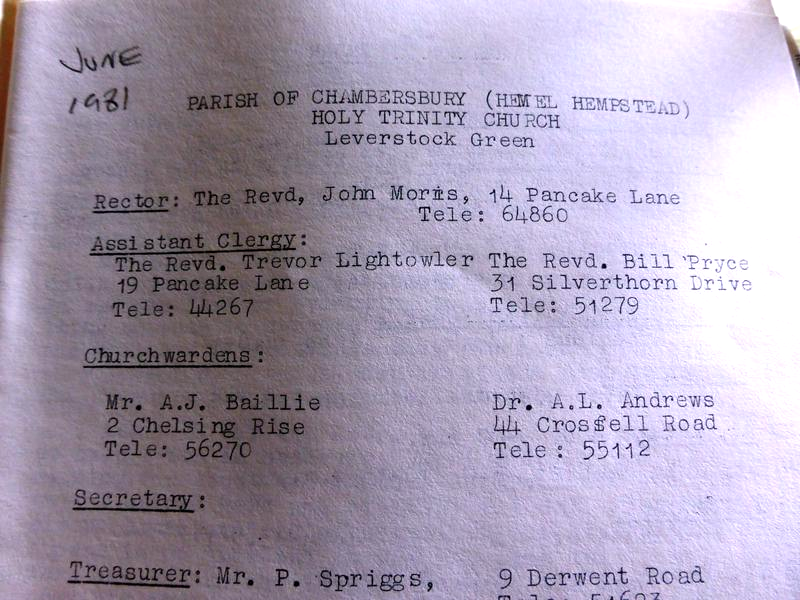 JUNE
1981
PARISH OF CHAMBERSBURY (HEMEL HEMPSTEAD)
HOLY TRINITY CHURCH
Leverstock Green
Rector: The Revd, John Morris, 14 Pancake Lane
Tele: 64860
Assistant Clergy:
The Revd. Trevor Lightowler The Revd. Bill Pryce
19 Pancake Lane 31 Silverthorn Drive
Tele: 44267 Tele: 51279
Churchwardens:
Mr. A.J. Baillie Dr. A.L. Andrews
2 Chelsing Rise 44 Crossfell Road
Tele: 56270 Tele: 55112
Secretary:
Treasurer: Mr. P. Spriggs, 9 Derwent Road